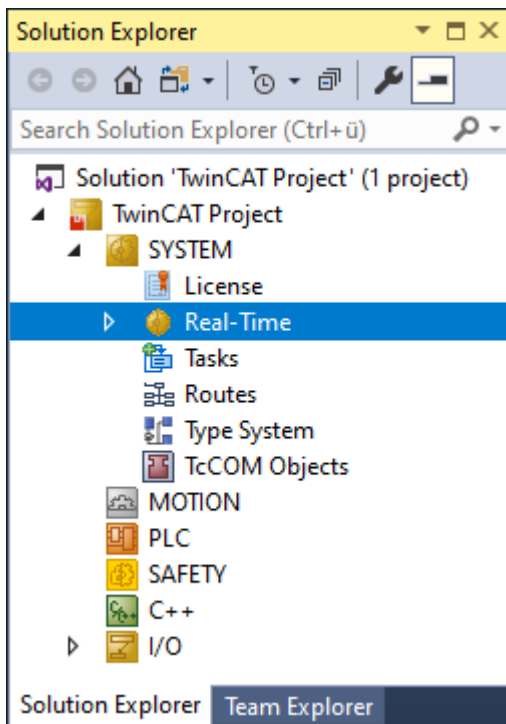 Solution Explorer
Search Solution Explorer (Ctrl+ü)
Solution 'TwinCAT Project' (1 project)
TwinCAT Project
SYSTEM
License
Real-Time
Tasks
Routes
Type System
TcCOM Objects
MOTION
PLC
SAFETY
C++
I/O
Solution Explorer Team Explorer